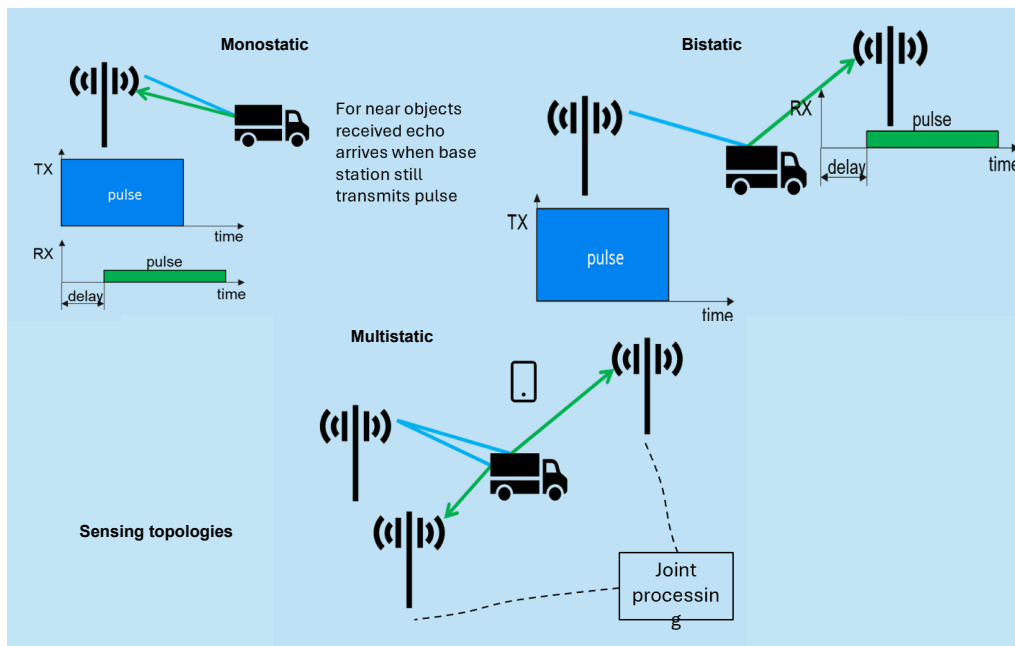 Monostatic
TX
pulse
time
RX
pulse
delay
time
For near objects
received echo
arrives when base
station still
transmits pulse
Bistatic
RX
pulse
delay
time
TX
pulse
time
Multistatic
Sensing topologies
Joint
processin
g